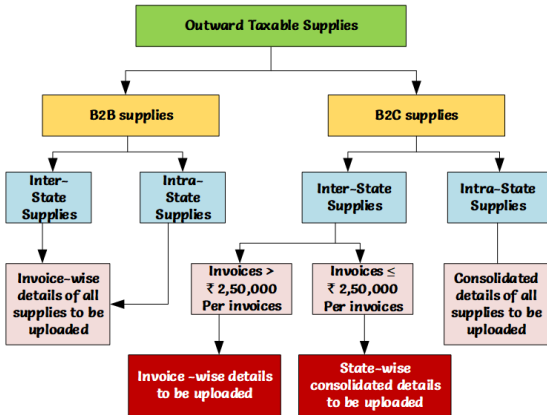 Outward Taxable Supplies
B2B supplies
B2C supplies
Inter-
State
Supplies
Intra-
State
Supplies
Inter-State
Supplies
Intra-State
Supplies
Invoice-wise
details of all
supplies to be
uploaded
Invoices >
₹ 2,50,000
Per invoices
Invoices ≤
₹ 2,50,000
Per invoices
Consolidated
details of all
supplies to be
uploaded
Invoice -wise details
to be uploaded
State-wise
consolidated details
to be uploaded